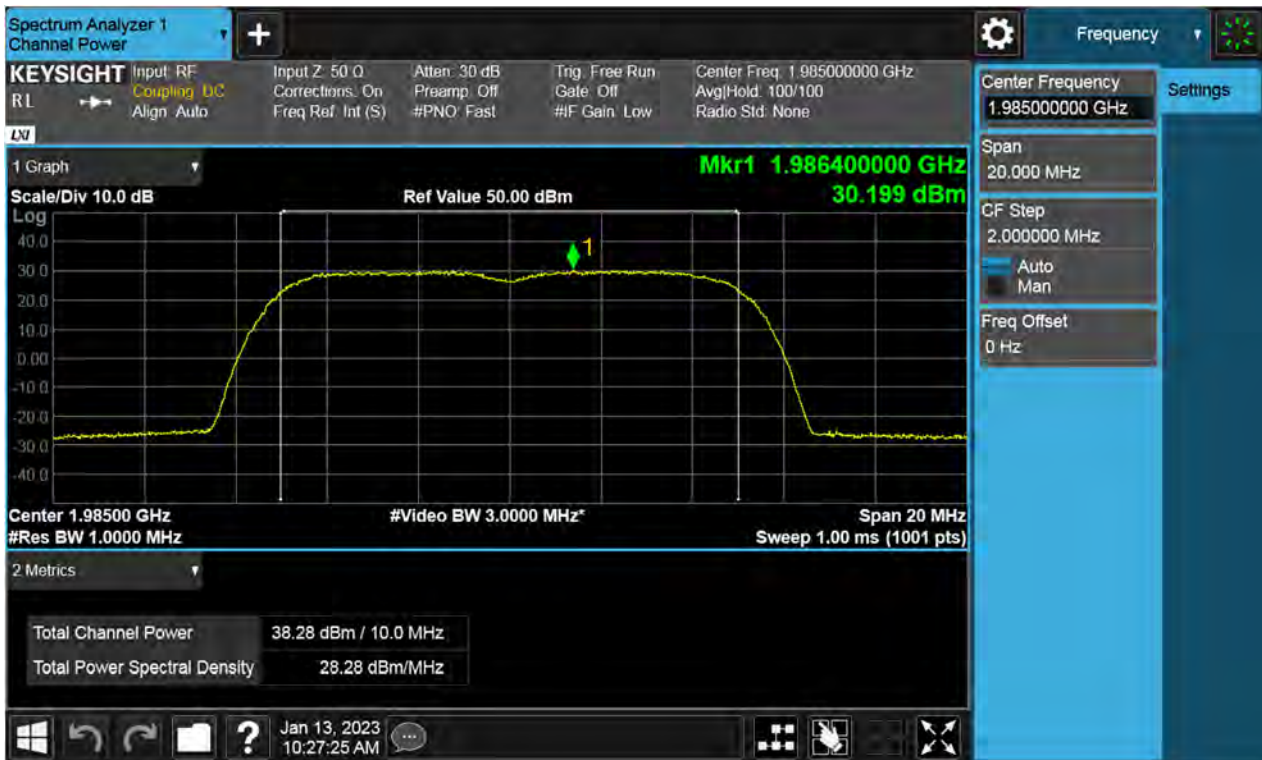 Spectrum Analyzer 1
Channel Power
+
Frequency
KEYSIGHT
RL
LXI
Input: RF
Coupling: DC
Align: Auto
Input Z: 50 Ω
Corrections: On
Freq Ref: Int (S)
Atten: 30 dB
Preamp: Off
#PNO: Fast
Trig: Free Run
Gate: Off
#IF Gain: Low
Center Freq: 1.985000000 GHz
Avg|Hold: 100/100
Radio Std: None
Center Frequency
1.985000000 GHz
Settings
Span
20.000 MHz
CF Step
2.000000 MHz
Auto
Man
Freq Offset
0 Hz
1 Graph
Mkr1 1.986400000 GHz
Scale/Div 10.0 dB
Ref Value 50.00 dBm
30.199 dBm
Log
40.0
30.0
20.0
10.0
0.00
-10.0
-20.0
-30.0
-40.0
1
Center 1.98500 GHz
#Video BW 3.0000 MHz*
Span 20 MHz
#Res BW 1.0000 MHz
Sweep 1.00 ms (1001 pts)
2 Metrics
Total Channel Power
38.28 dBm / 10.0 MHz
Total Power Spectral Density
28.28 dBm/MHz
?
Jan 13, 2023
10:27:25 AM